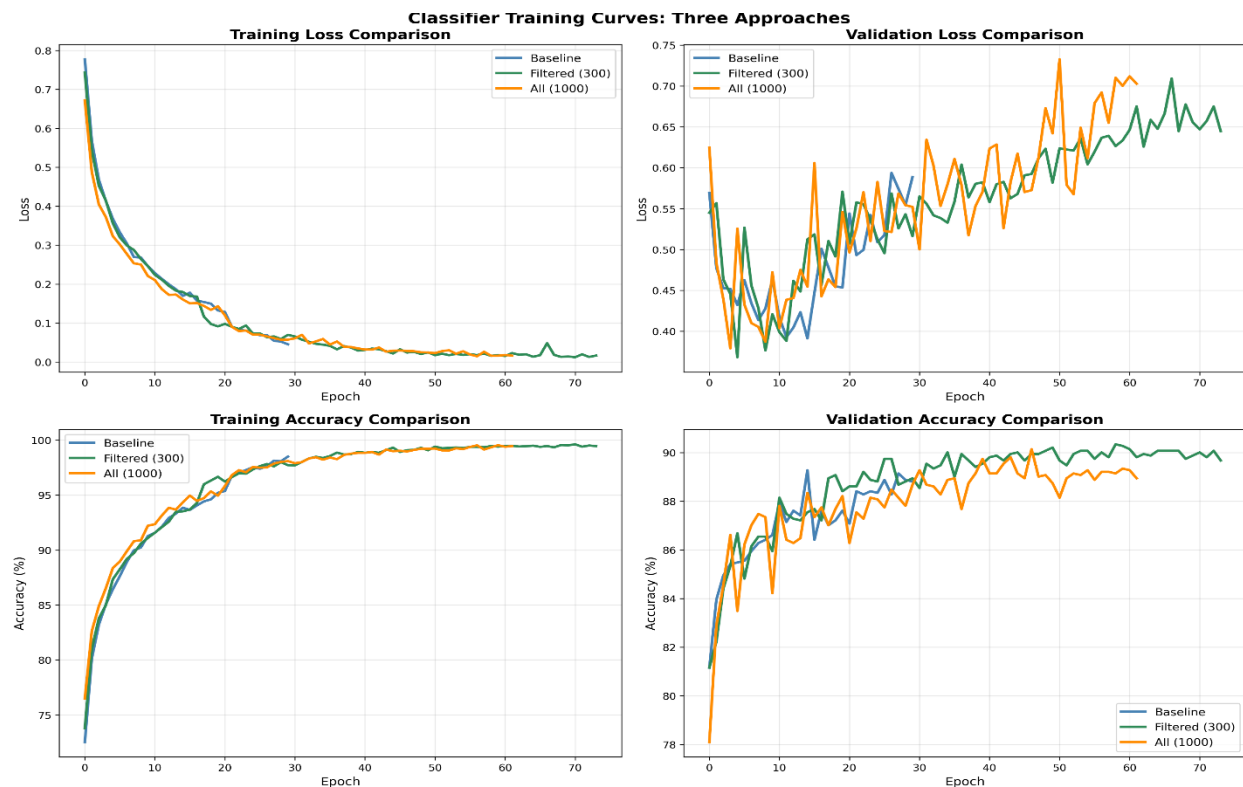 Classifier Training Curves: Three Approaches
Training Loss Comparison
0.8
0.7
0.6
0.5
0.4
0.3
0.2
0.1
0.0
Loss
Baseline
Filtered (300)
All (1000)
0 10 20 30 40 50 60 70
Epoch
Validation Loss Comparison
0.75
0.70
0.65
0.60
0.55
0.50
0.45
0.40
Loss
Baseline
Filtered (300)
All (1000)
0 10 20 30 40 50 60 70
Epoch
Training Accuracy Comparison
100
95
90
85
80
75
Accuracy (%)
Baseline
Filtered (300)
All (1000)
0 10 20 30 40 50 60 70
Epoch
Validation Accuracy Comparison
90
88
86
84
82
80
78
Accuracy (%)
Baseline
Filtered (300)
All (1000)
0 10 20 30 40 50 60 70
Epoch